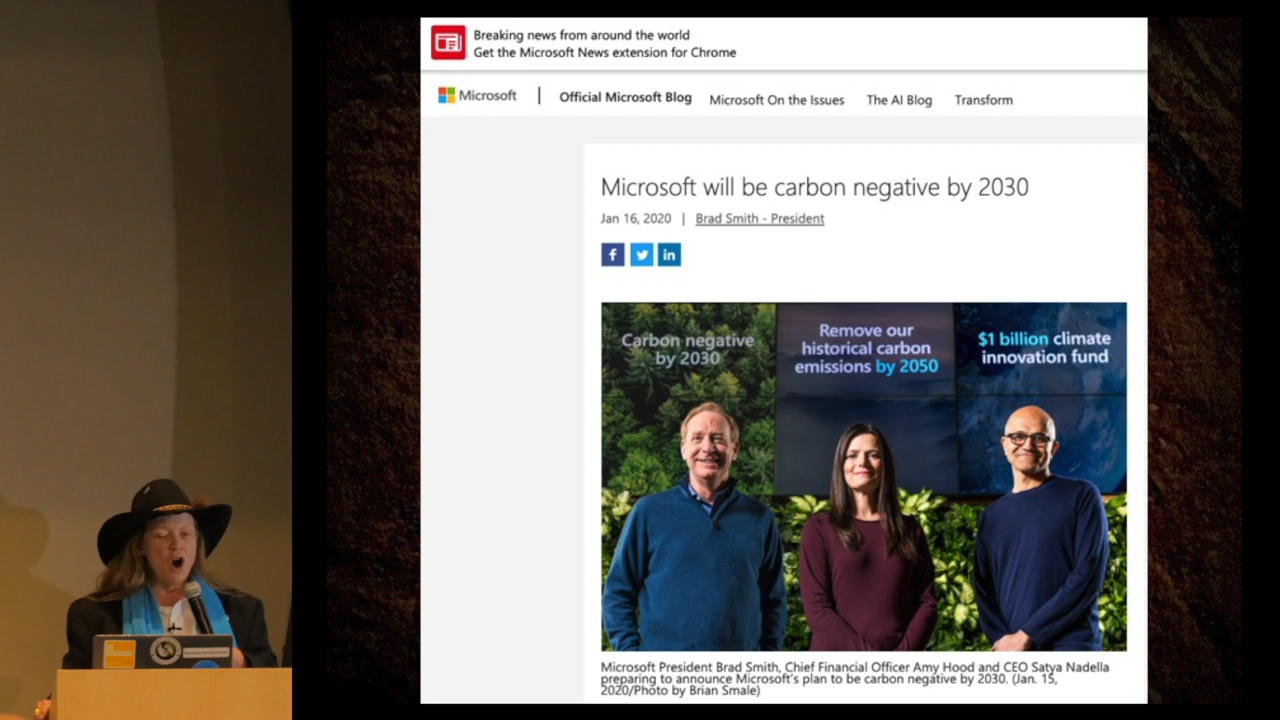 Breaking news from around the world
Get the Microsoft News extension for Chrome
Microsoft | Official Microsoft Blog Microsoft On the Issues The AI Blog Transform
Microsoft will be carbon negative by 2030
Jan 16, 2020 | Brad Smith - President
f in
Carbon negative
by 2030
Remove our
historical carbon
emissions by 2050
$1 billion climate
innovation fund
Microsoft President Brad Smith, Chief Financial Officer Amy Hood and CEO Satya Nadella
preparing to announce Microsoft's plan to be carbon negative by 2030. (Jan. 15,
2020/Photo by Brian Smale)